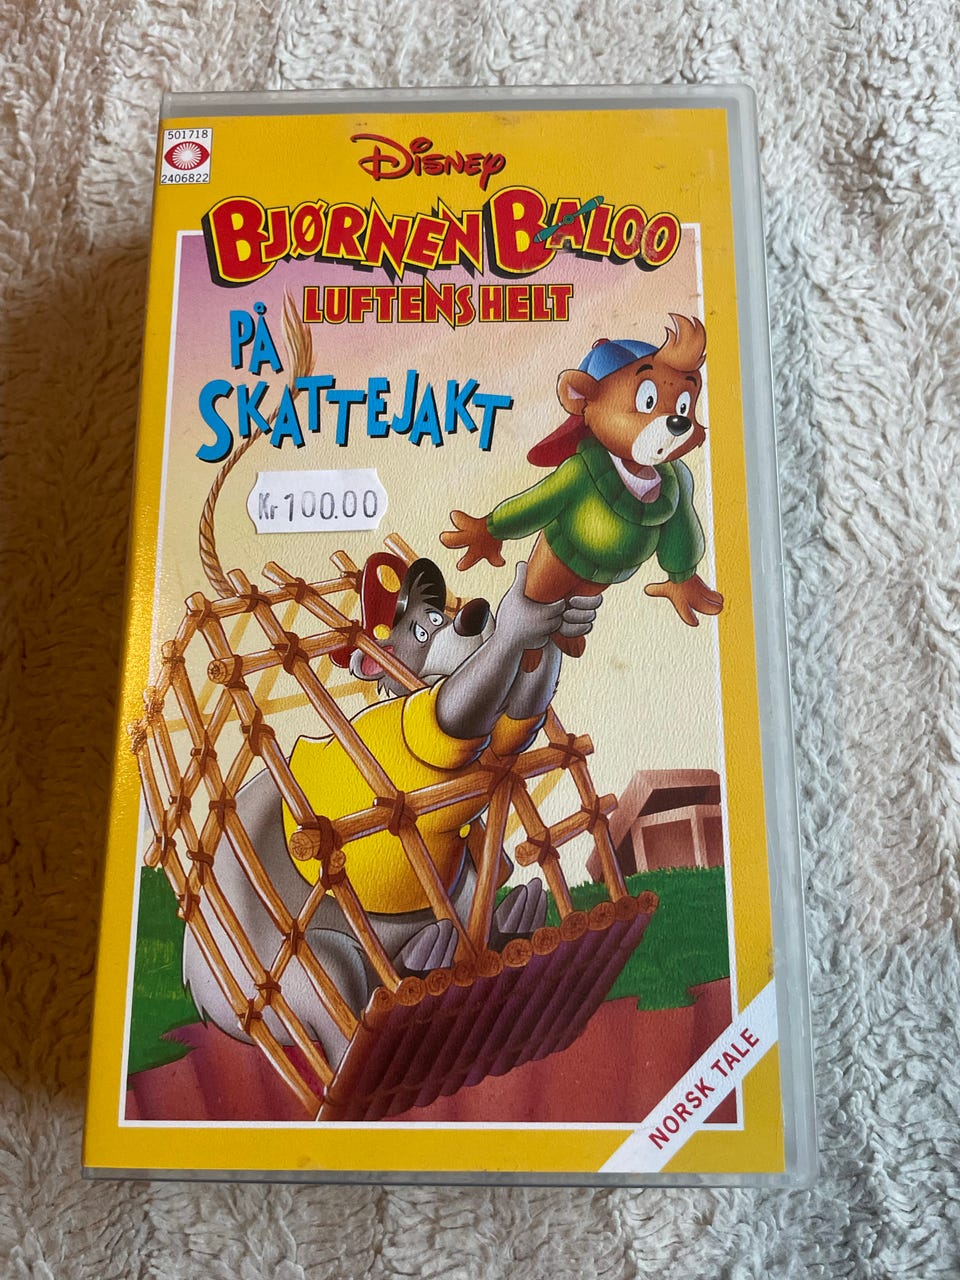 501718
2406822
Disney
BJØRNEN BALOO
LUFTENS HELT
PÅ
SKATTEJAKT
Kr 100.00
NORSK TALE